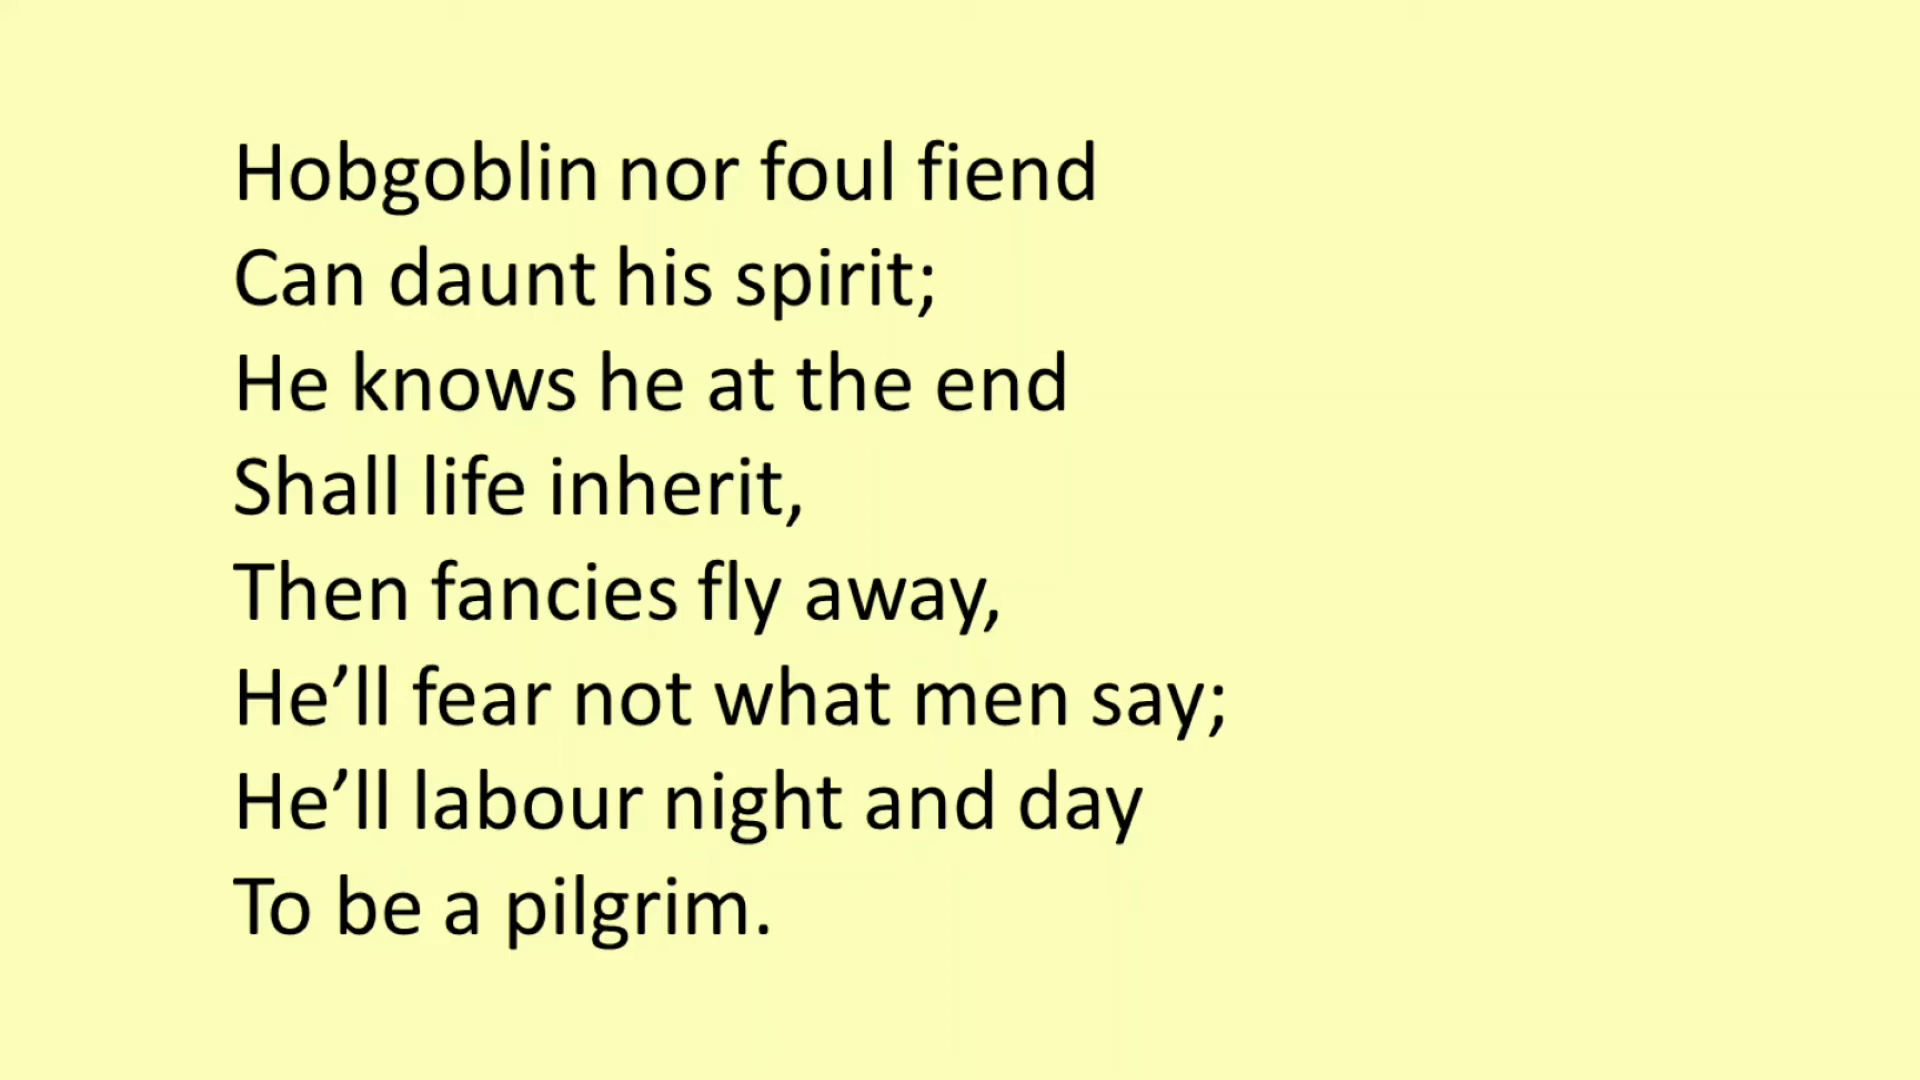 Hobgoblin nor foul fiend
Can daunt his spirit;
He knows he at the end
Shall life inherit,
Then fancies fly away,
He’ll fear not what men say;
He’ll labour night and day
To be a pilgrim.